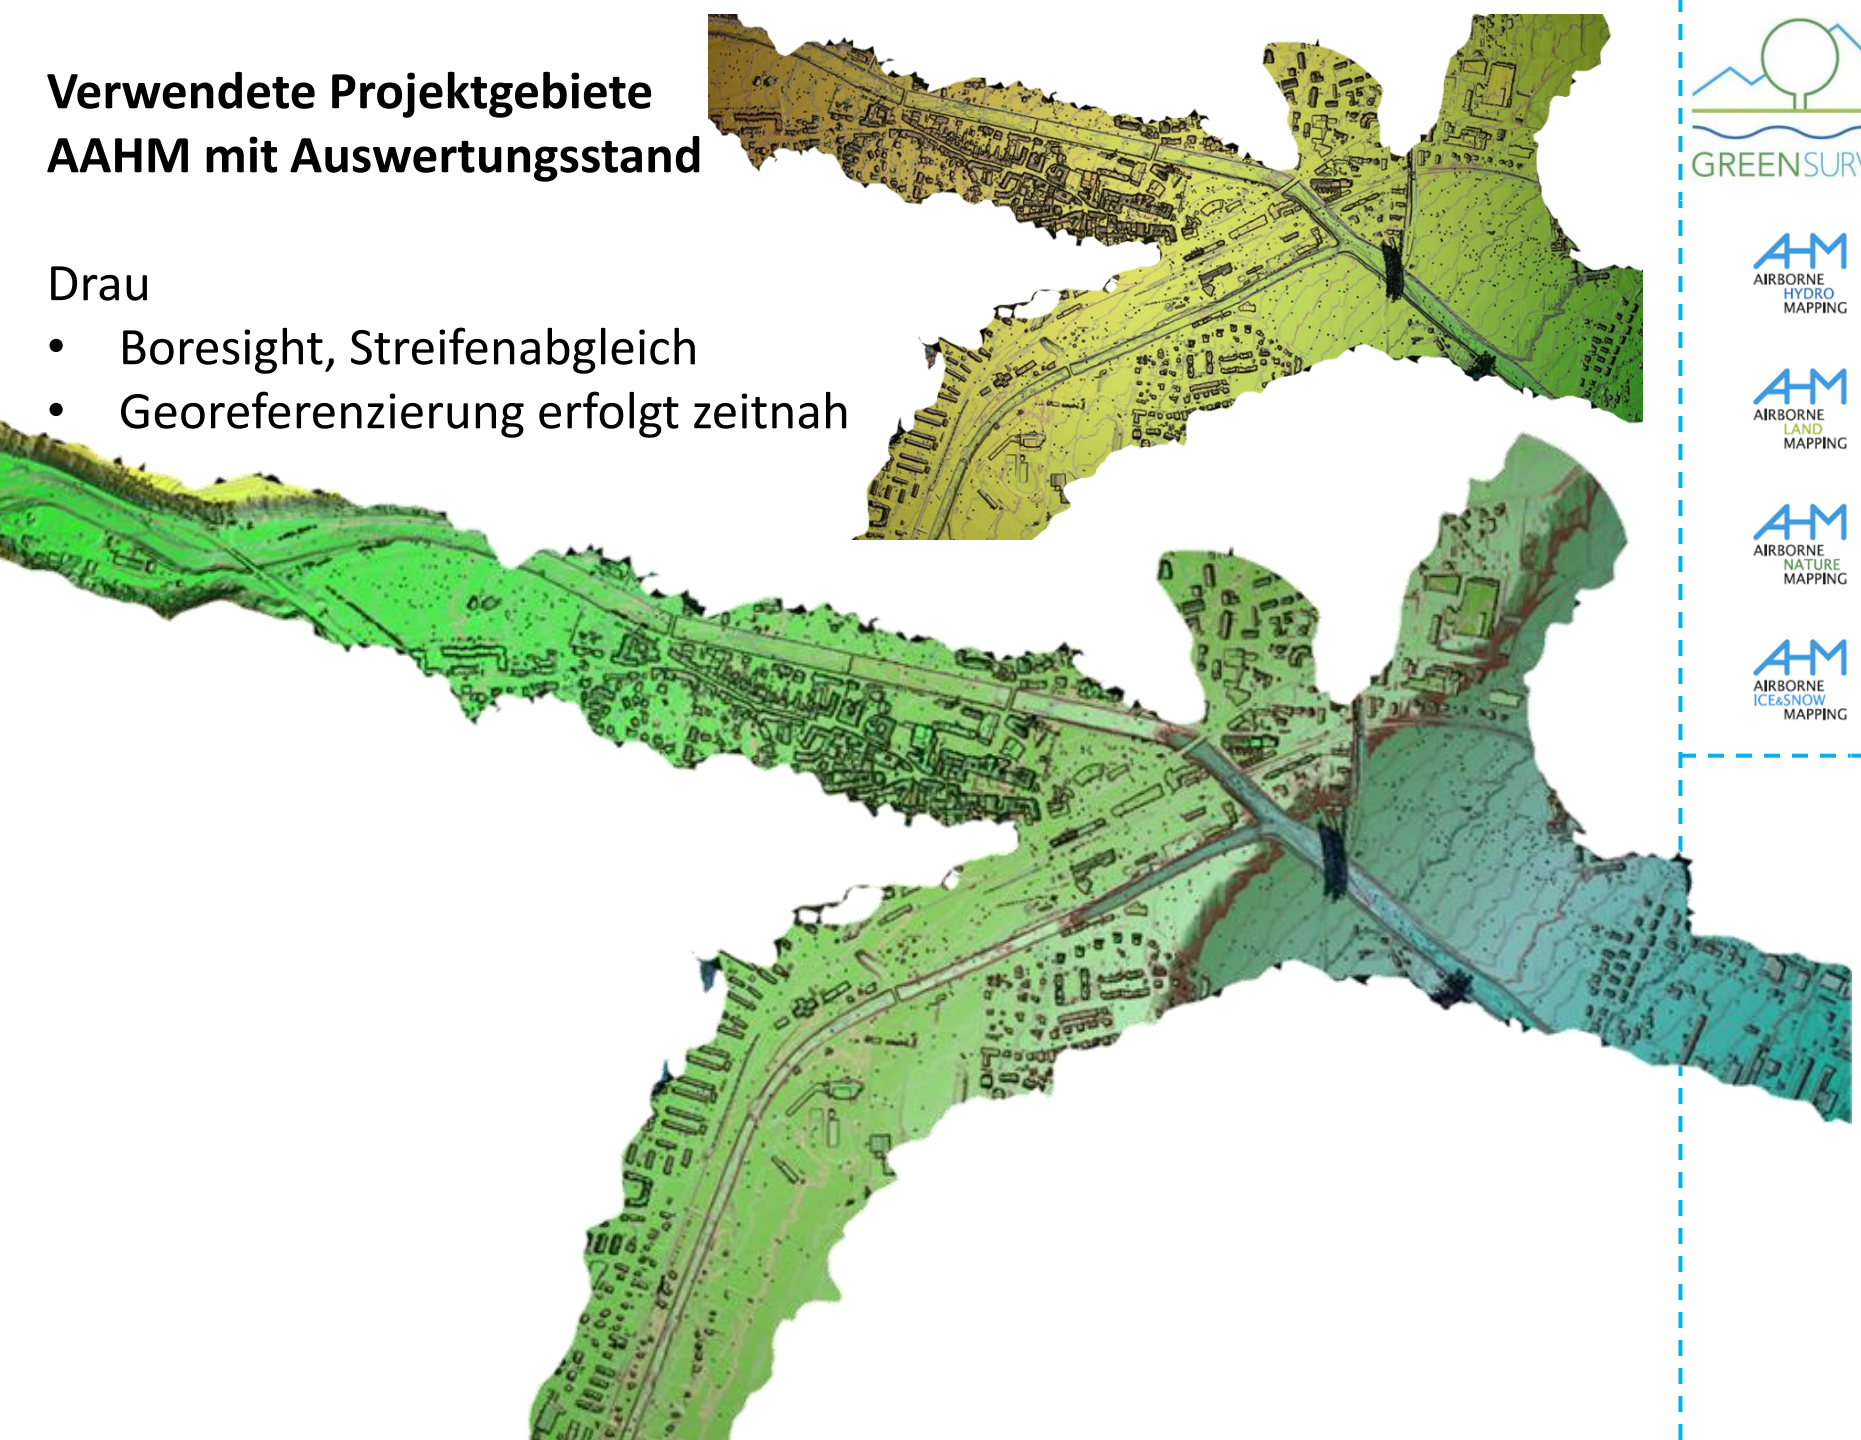 Verwendete Projektgebiete
AAHM mit Auswertungsstand
Drau
• Boresight, Streifenabgleich
• Georeferenzierung erfolgt zeitnah
GREENSURV
AHM
AIRBORNE
HYDRO
MAPPING
AHM
AIRBORNE
LAND
MAPPING
AHM
AIRBORNE
NATURE
MAPPING
AHM
AIRBORNE
ICE&SNOW
MAPPING